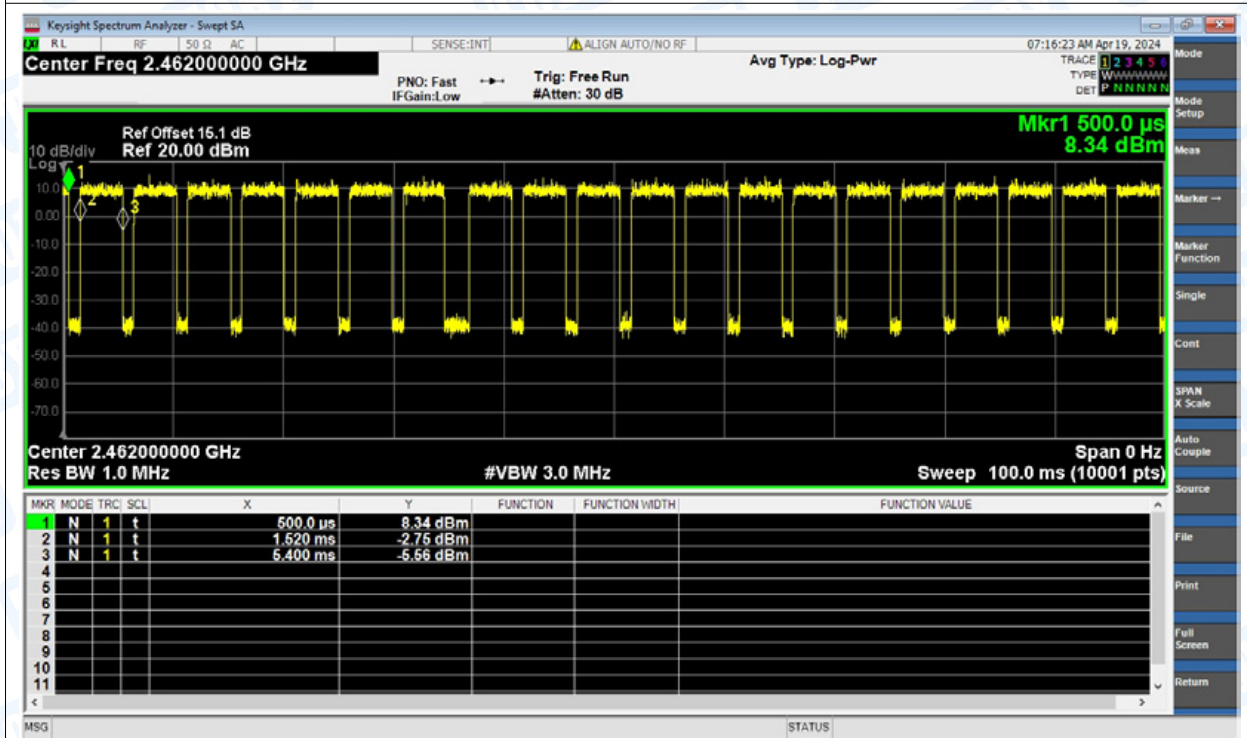 Keysight Spectrum Analyzer - Swept SA
RL RF 50 Ω AC SENSE:INT ALIGN AUTO/NO RF 07:16:23 AM Apr 19, 2024
Center Freq 2.462000000 GHz
PNO: Fast
IFGain:Low
Trig: Free Run
#Atten: 30 dB
Avg Type: Log-Pwr
TRACE 1 2 3 4 5 6
TYPE W
DET P N N N N N
Ref Offset 15.1 dB
10 dB/div Ref 20.00 dBm
Log
Mkr1 500.0 µs
8.34 dBm
1
2
3
10.0
0.00
-10.0
-20.0
-30.0
-40.0
-50.0
-60.0
-70.0
Center 2.462000000 GHz Span 0 Hz
Res BW 1.0 MHz #VBW 3.0 MHz Sweep 100.0 ms (10001 pts)
MKR MODE TRC SCL X Y FUNCTION FUNCTION WIDTH FUNCTION VALUE
1 N 1 t 500.0 µs 8.34 dBm
2 N 1 t 1.520 ms -2.75 dBm
3 N 1 t 5.400 ms -5.56 dBm
4
5
6
7
8
9
10
11
MSG STATUS
Mode
Mode
Setup
Meas
Marker →
Marker
Function
Single
Cont
SPAN
X Scale
Auto
Couple
Source
File
Print
Full
Screen
Return